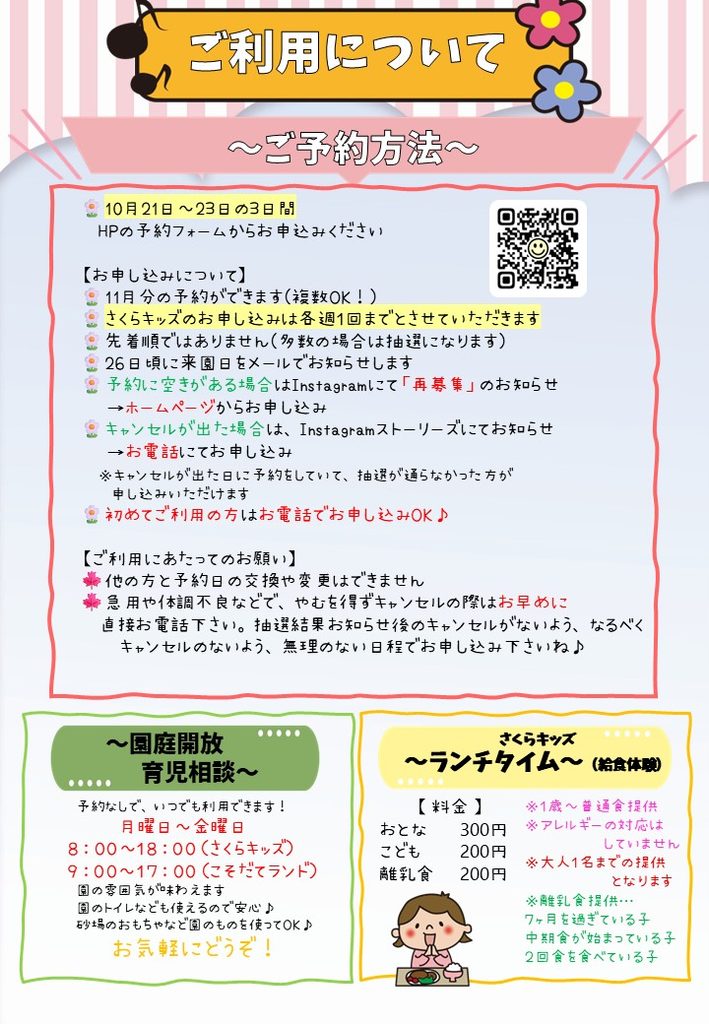 ご利用について
～ご予約方法～
10月21日～23日の3日間
HPの予約フォームからお申込みください
【お申し込みについて】
11月分の予約ができます(複数OK！)
さくらキッズのお申し込みは各週1回までとさせていただきます
先着順ではありません(多数の場合は抽選になります)
26日頃に来園日をメールでお知らせします
予約に空きがある場合はInstagramにて「再募集」のお知らせ
→ホームページからお申し込み
キャンセルが出た場合は、Instagramストーリーズにてお知らせ
→お電話にてお申し込み
※キャンセルが出た日に予約をしていて、抽選が通らなかった方が
申し込みいただけます
初めてご利用の方はお電話でお申し込みOK♪
【ご利用にあたってのお願い】
他の方と予約日の交換や変更はできません
急用や体調不良などで、やむを得ずキャンセルの際はお早めに
直接お電話下さい。抽選結果お知らせ後のキャンセルがないよう、なるべく
キャンセルのないよう、無理のない日程でお申し込み下さいね♪
～園庭開放
育児相談～
予約なしで、いつでも利用できます！
月曜日～金曜日
8：00～18：00(さくらキッズ)
9：00～17：00(こそだてランド)
園の雰囲気が味わえます
園のトイレなども使えるので安心♪
砂場のおもちゃなど園のものを使ってOK♪
お気軽にどうぞ！
さくらキッズ
～ランチタイム～（給食体験）
【料金】
おとな 300円
こども 200円
離乳食 200円
※1歳～普通食提供
※アレルギーの対応は
していません
※大人1名までの提供
となります
※離乳食提供…
7ヶ月を過ぎている子
中期食が始まっている子
2回食を食べている子